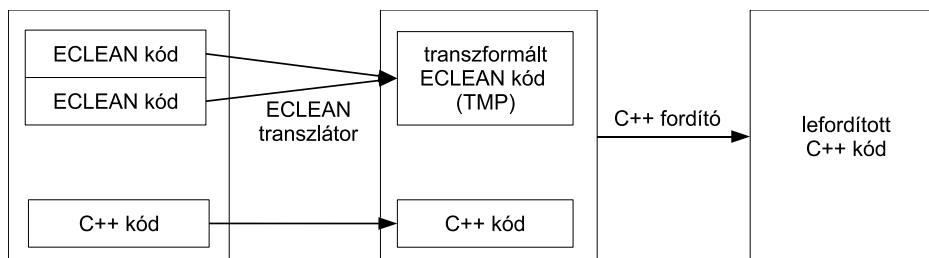 ECLEAN kód
ECLEAN kód
C++ kód
ECLEAN
transzlátor
transzformált
ECLEAN kód
(TMP)
C++ kód
C++ fordító
lefordított
C++ kód